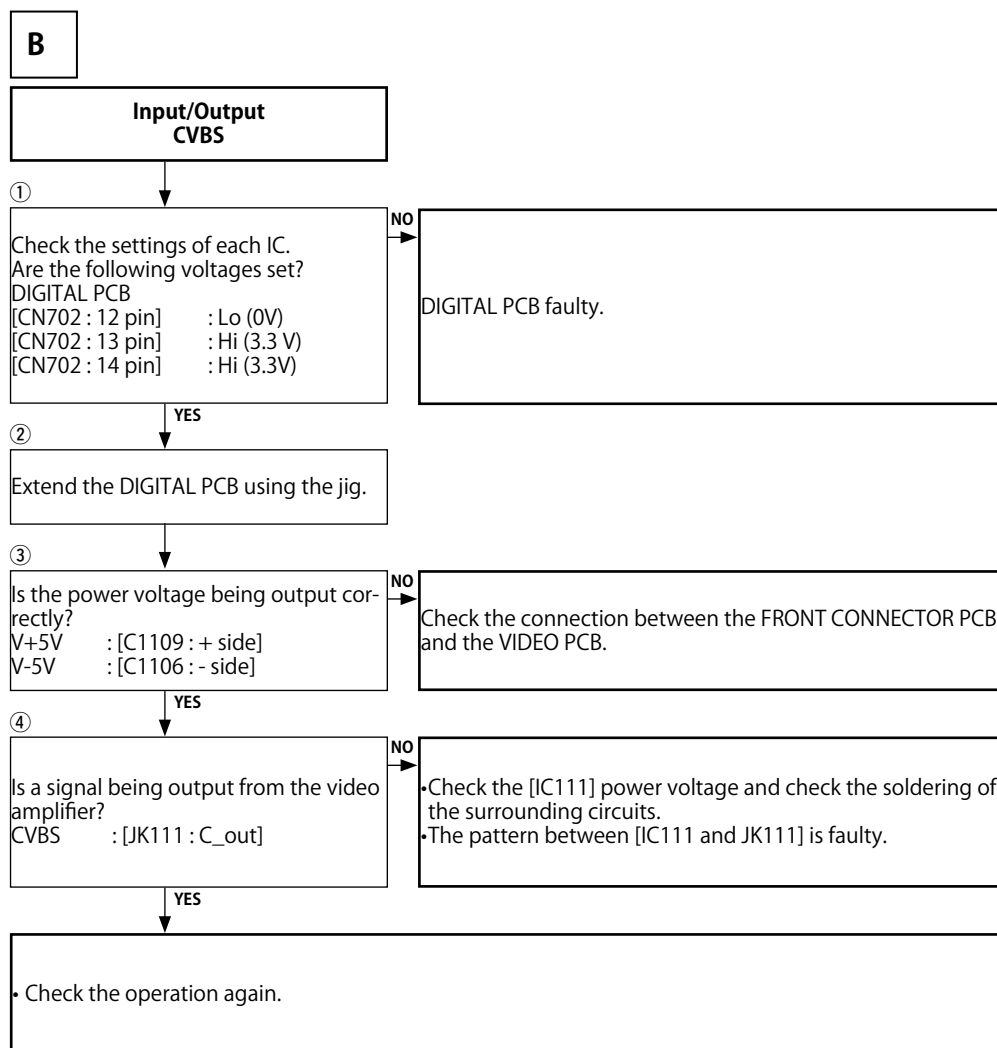 B
Input/Output
CVBS
①
Check the settings of each IC.
Are the following voltages set?
DIGITAL PCB
[CN702 : 12 pin] : Lo (0V)
[CN702 : 13 pin] : Hi (3.3 V)
[CN702 : 14 pin] : Hi (3.3V)
NO
DIGITAL PCB faulty.
YES
②
Extend the DIGITAL PCB using the jig.
③
Is the power voltage being output cor-
rectly?
V+5V : [C1109 : + side]
V-5V : [C1106 : - side]
NO
Check the connection between the FRONT CONNECTOR PCB
and the VIDEO PCB.
YES
④
Is a signal being output from the video
amplifier?
CVBS : [JK111 : C_out]
NO
•Check the [IC111] power voltage and check the soldering of
the surrounding circuits.
•The pattern between [IC111 and JK111] is faulty.
YES
• Check the operation again.